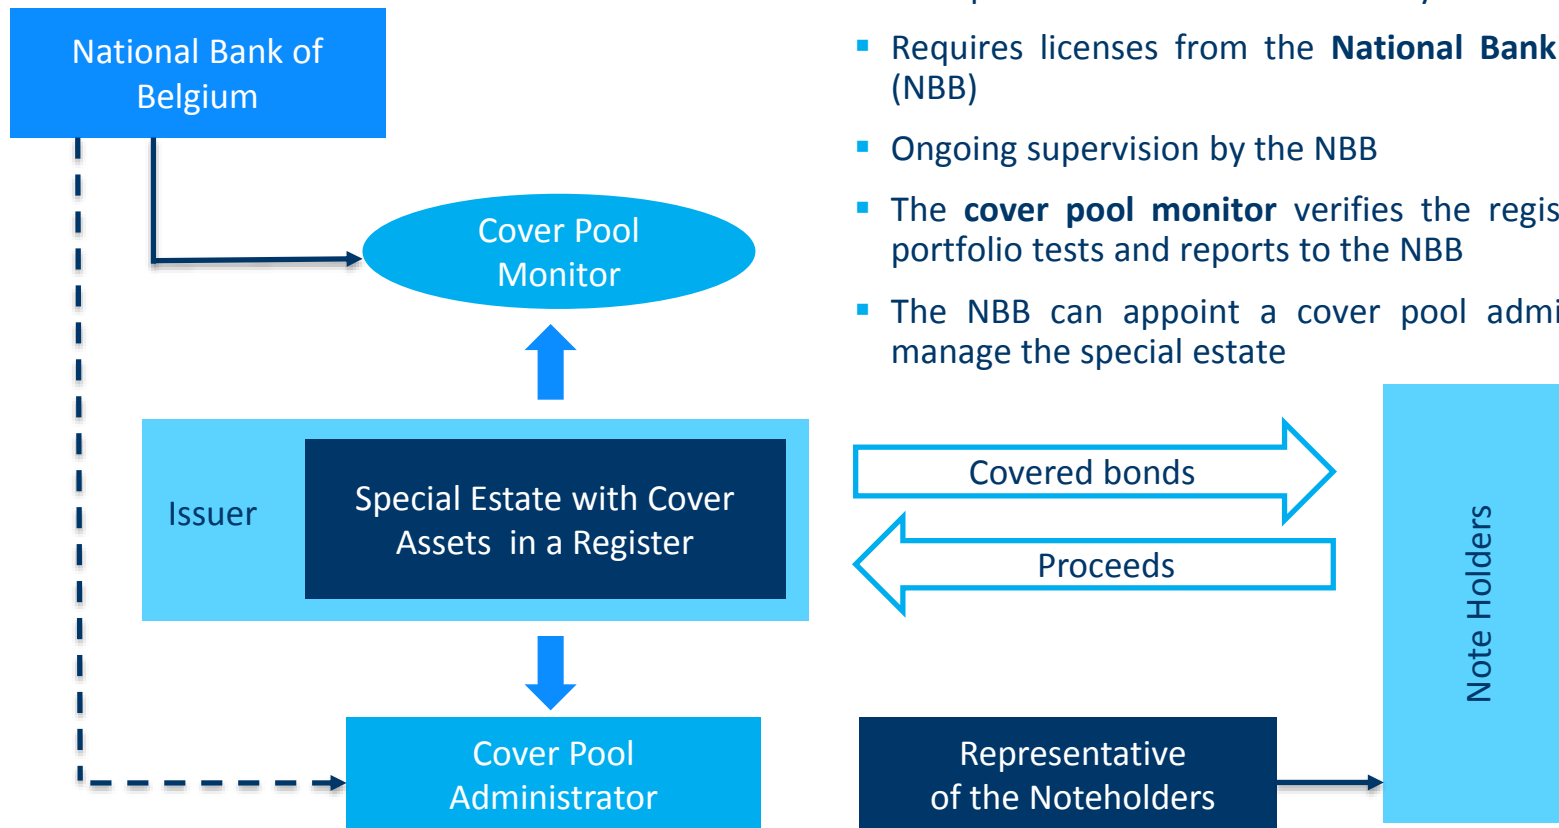 National Bank of
Belgium
Requires licenses from the National Bank
(NBB)
Ongoing supervision by the NBB
The cover pool monitor verifies the
portfolio tests and reports to the NBB
The NBB can appoint a cover pool
manage the special estate
Cover Pool
Monitor
Issuer
Special Estate with Cover
Assets in a Register
Covered bonds
Proceeds
Note Holders
Cover Pool
Administrator
Representative
of the Noteholders